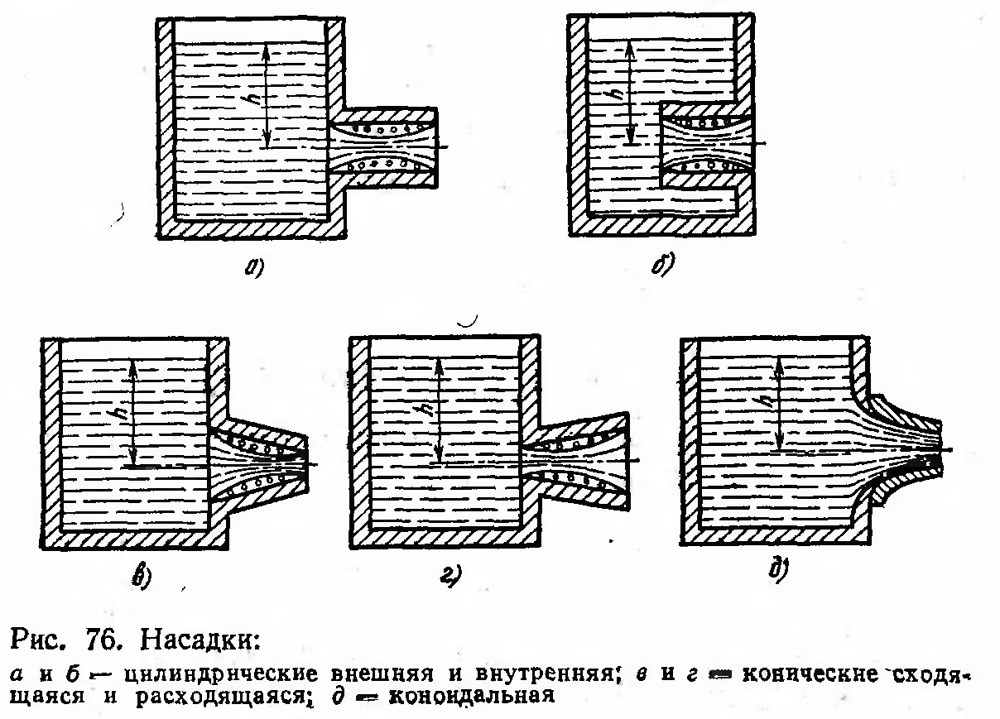 h
h
а)
б)
h
h
h
в)
г)
д)
Рис. 76. Насадки:
а и б — цилиндрические внешняя и внутренняя; в и г — конические сходя-
щаяся и расходящаяся; д — коноидальная